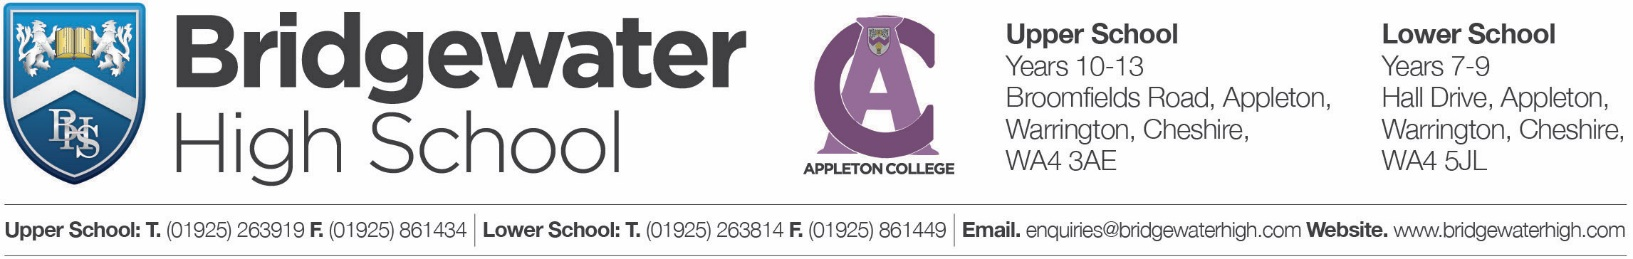 Bridgewater
High School
BHS
APPLETON COLLEGE
Upper School
Years 10-13
Broomfields Road, Appleton,
Warrington, Cheshire,
WA4 3AE
Lower School
Years 7-9
Hall Drive, Appleton,
Warrington, Cheshire,
WA4 5JL
Upper School: T. (01925) 263919 F. (01925) 861434 | Lower School: T. (01925) 263814 F. (01925) 861449 | Email. enquiries@bridgewaterhigh.com Website. www.bridgewaterhigh.com